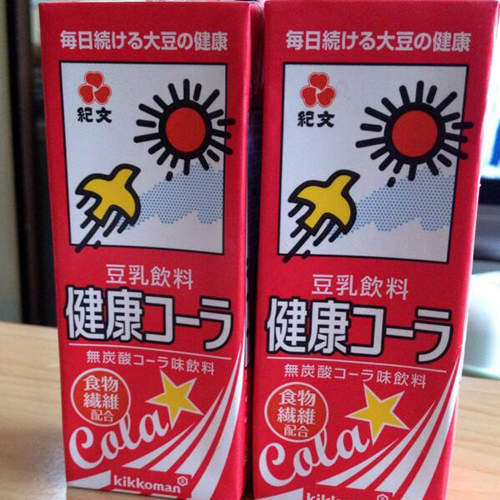 毎日続ける大豆の健康
紀文
豆乳飲料
健康コーラ
無炭酸コーラ味飲料
食物
繊維
配合
Cola
kikkoman®
毎日続ける大豆の健康
紀文
豆乳飲料
健康コーラ
無炭酸コーラ味飲料
食物
繊維
配合
Cola
kikkoman®